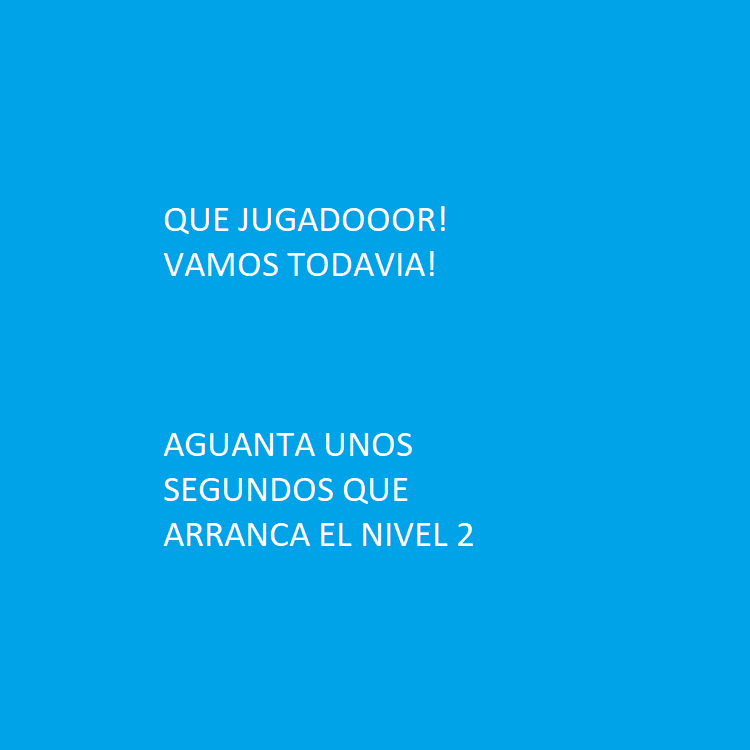 QUE JUGADOOOR!
VAMOS TODAVIA!
AGUANTA UNOS
SEGUNDOS QUE
ARRANCA EL NIVEL 2